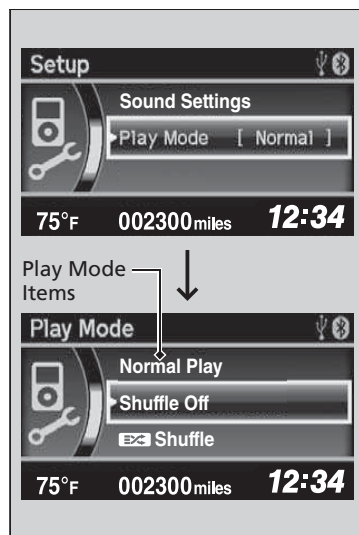 Setup
Sound Settings
Play Mode [ Normal ]
75°F 002300 miles 12:34
Play Mode
Items
Play Mode
Normal Play
Shuffle Off
Shuffle
75°F 002300 miles 12:34